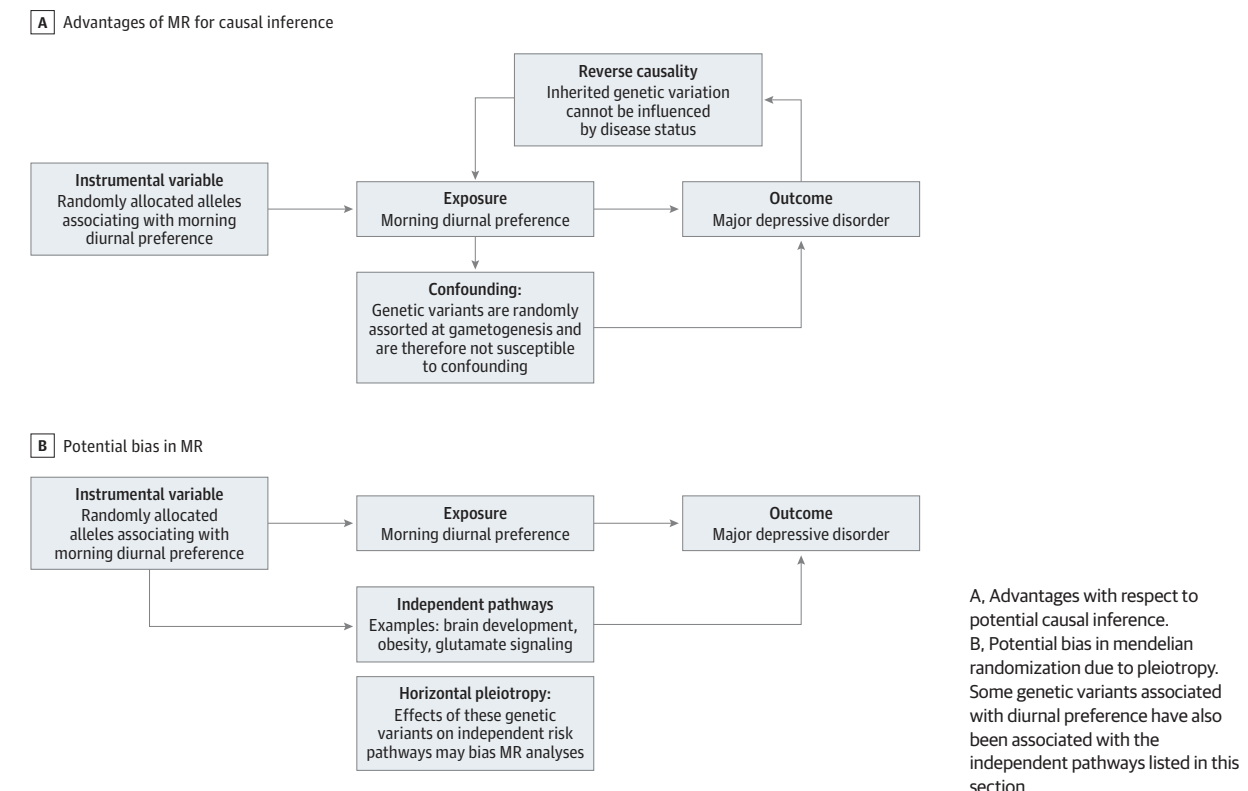 A Advantages of MR for causal inference
Reverse causality
Inherited genetic variation
cannot be influenced
by disease status
Instrumental variable
Randomly allocated alleles
associating with morning
diurnal preference
Exposure
Morning diurnal preference
Outcome
Major depressive disorder
Confounding:
Genetic variants are randomly
assorted at gametogenesis and
are therefore not susceptible
to confounding
B Potential bias in MR
Instrumental variable
Randomly allocated
alleles associating with
morning diurnal preference
Exposure
Morning diurnal preference
Outcome
Major depressive disorder
Independent pathways
Examples: brain development,
obesity, glutamate signaling
Horizontal pleiotropy:
Effects of these genetic
variants on independent risk
pathways may bias MR analyses
A, Advantages with respect to
potential causal inference.
B, Potential bias in mendelian
randomization due to pleiotropy.
Some genetic variants associated
with diurnal preference have also
been associated with the
independent pathways listed in this
section